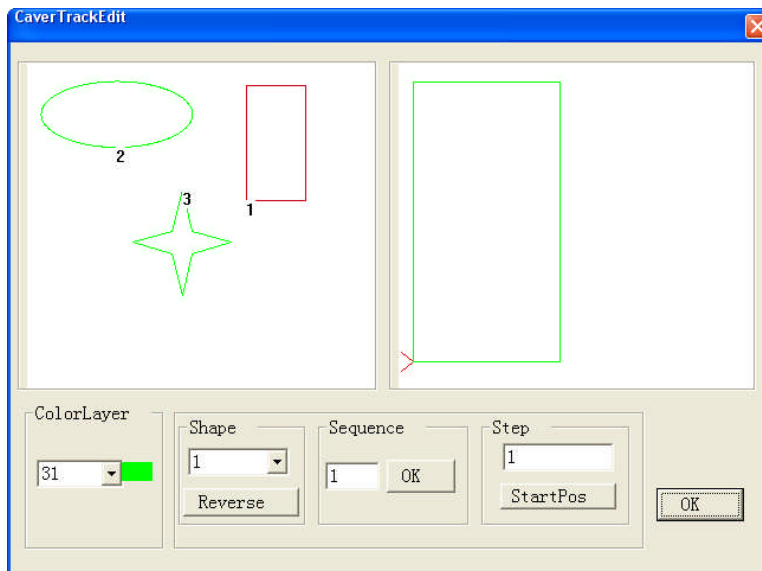 CaverTrackEdit
2
3
1
ColorLayer
31
Shape
1
Reverse
Sequence
1
OK
Step
1
StartPos
OK